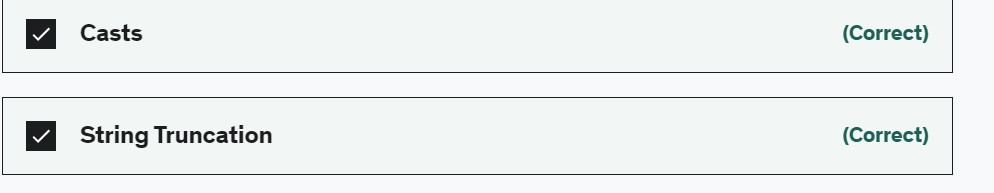 Casts (Correct)
String Truncation (Correct)